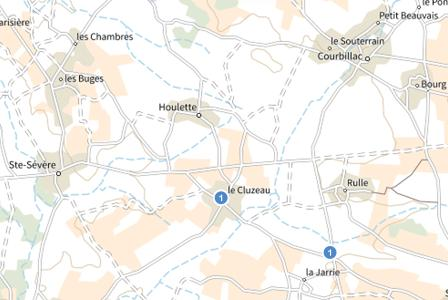 le Pon
Petit Beauvais
arisière
les Chambres
le Souterrain
Courbillac
les Buges
Bourg
Houlette
Ste-Sévère
Rulle
le Cluzeau
1
1
la Jarrie